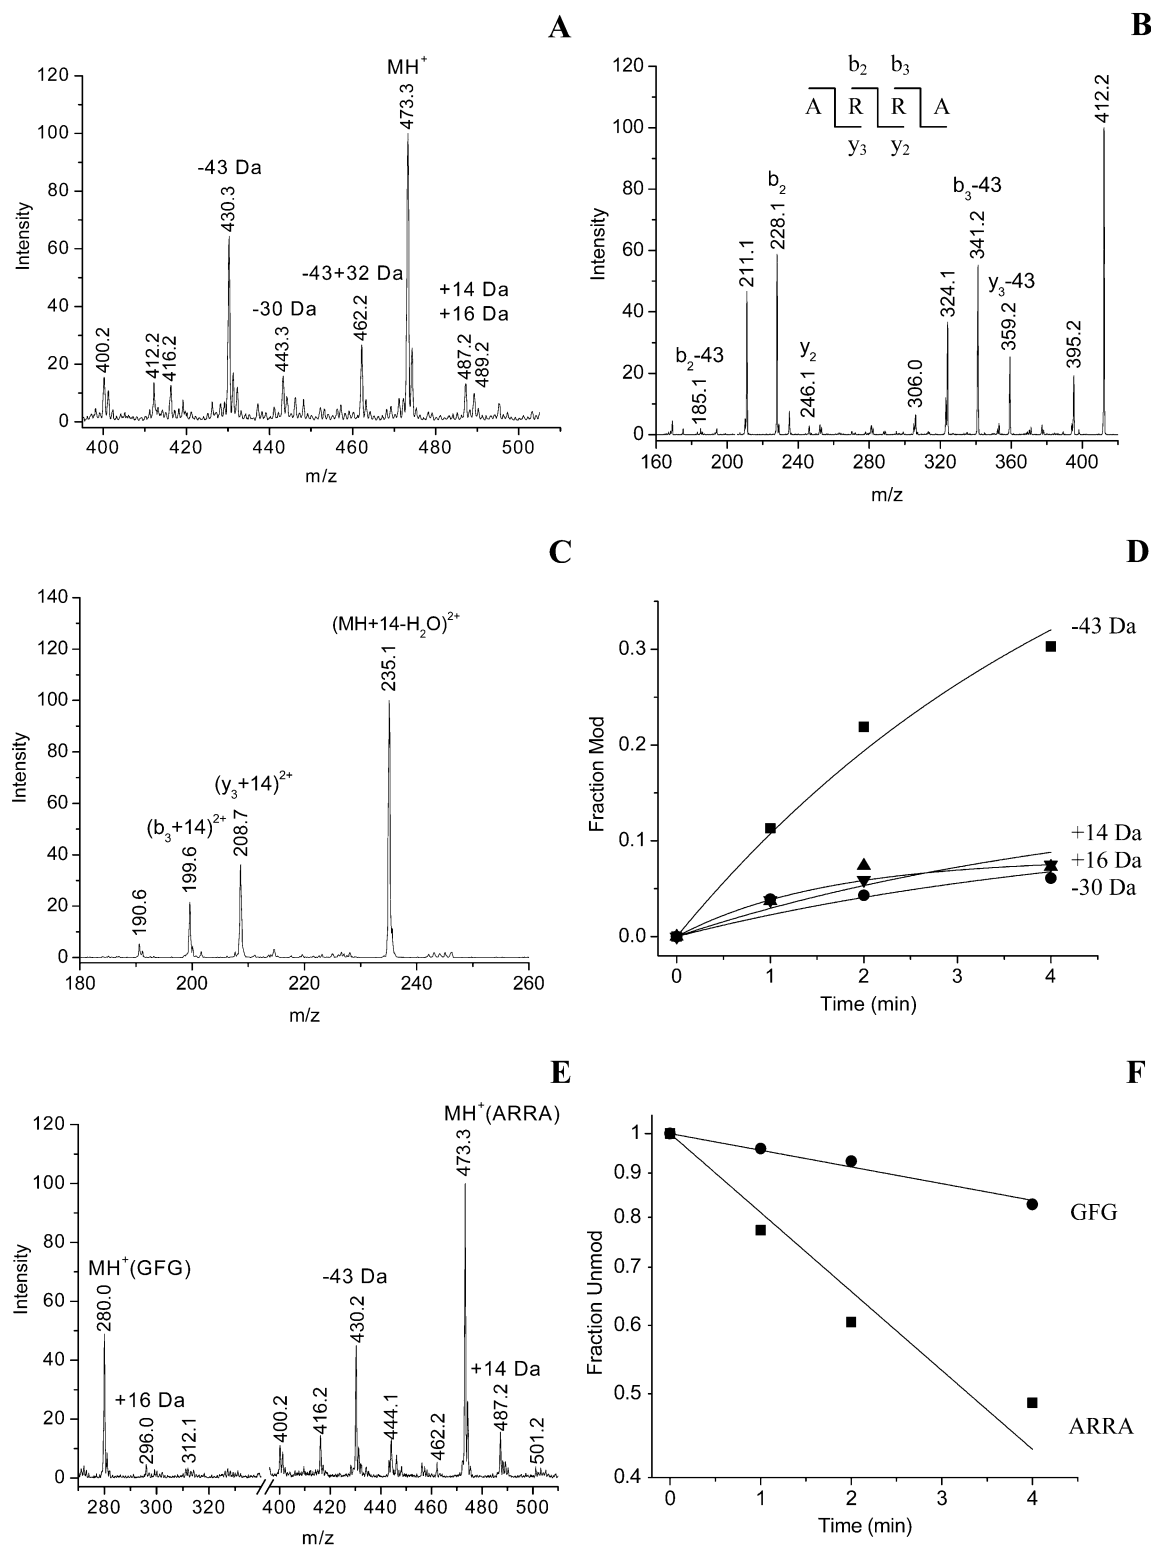 A
MH+
473.3
-43 Da
430.3
-43+32 Da
462.2
+14 Da
+16 Da
-30 Da
443.3
487.2
489.2
400.2
412.2
416.2
120
100
80
60
40
20
0
Intensity
400
420
440
460
480
500
m/z
B
b2 b3
A R R A
y3 y2
412.2
b2
228.1
211.1
b3-43
341.2
324.1
y3-43
359.2
b2-43
185.1
y2
246.1
306.0
395.2
120
100
80
60
40
20
0
Intensity
160
200
240
280
320
360
400
m/z
C
(MH+14-H2O)2+
235.1
(y3+14)2+
208.7
(b3+14)2+
199.6
190.6
140
120
100
80
60
40
20
0
Intensity
180
200
220
240
260
m/z
D
-43 Da
+14 Da
+16 Da
-30 Da
0.3
0.2
0.1
0.0
Fraction Mod
0
1
2
3
4
Time (min)
E
MH+(ARRA)
473.3
MH+(GFG)
280.0
-43 Da
430.2
+16 Da
296.0
312.1
400.2
416.2
444.1
462.2
+14 Da
487.2
501.2
120
100
80
60
40
20
0
Intensity
280
300
320
400
420
440
460
480
500
m/z
F
GFG
ARRA
1
0.9
0.8
0.7
0.6
0.5
0.4
Fraction Unmod
0
1
2
3
4
Time (min)